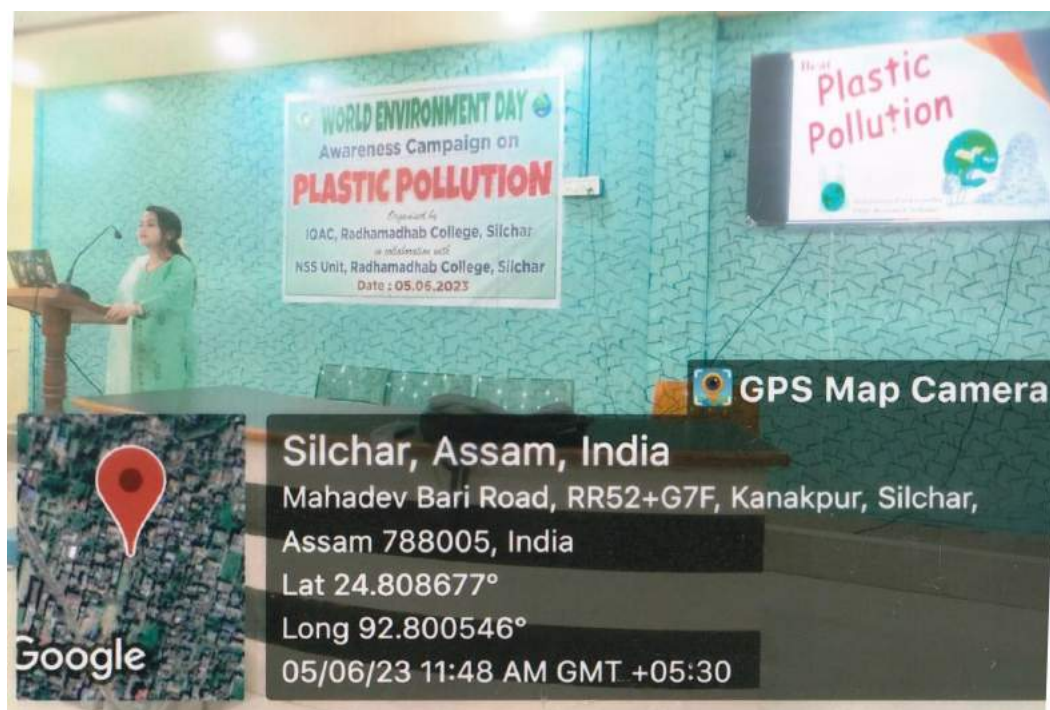 WORLD ENVIRONMENT DAY
Awareness Campaign on
PLASTIC POLLUTION
Organised by
IQAC, Radhamadhab College, Silchar
in collaboration with
NSS Unit, Radhamadhab College, Silchar
Date : 05.06.2023
Beat
Plastic
Pollution
GPS Map Camera
Silchar, Assam, India
Mahadev Bari Road, RR52+G7F, Kanakpur, Silchar,
Assam 788005, India
Lat 24.808677°
Long 92.800546°
05/06/23 11:48 AM GMT +05:30
Google